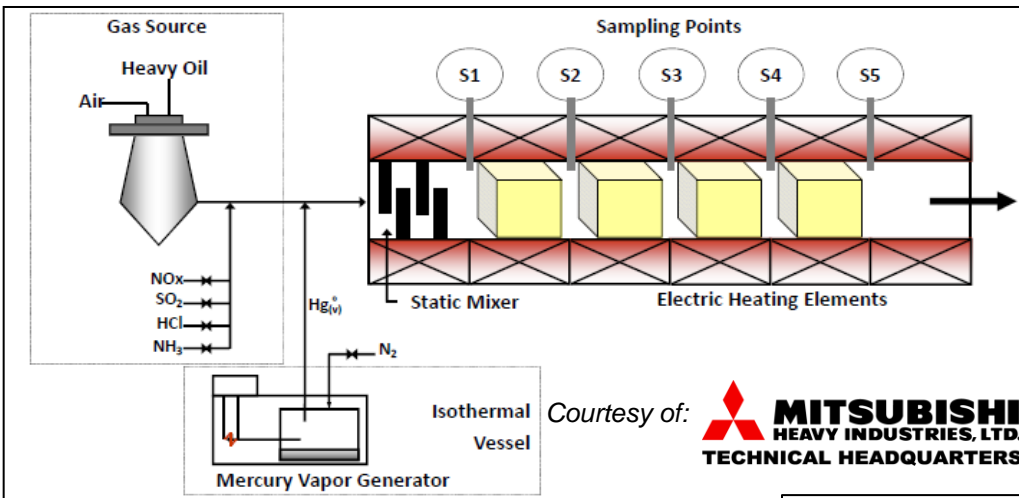 Gas Source
Heavy Oil
Air
NOx
SO₂
HCl
NH₃
Hg°(v)
N₂
Isothermal
Vessel
Mercury Vapor Generator
Sampling Points
S1 S2 S3 S4 S5
Static Mixer
Electric Heating Elements
Courtesy of:
MITSUBISHI
HEAVY INDUSTRIES, LTD.
TECHNICAL HEADQUARTERS